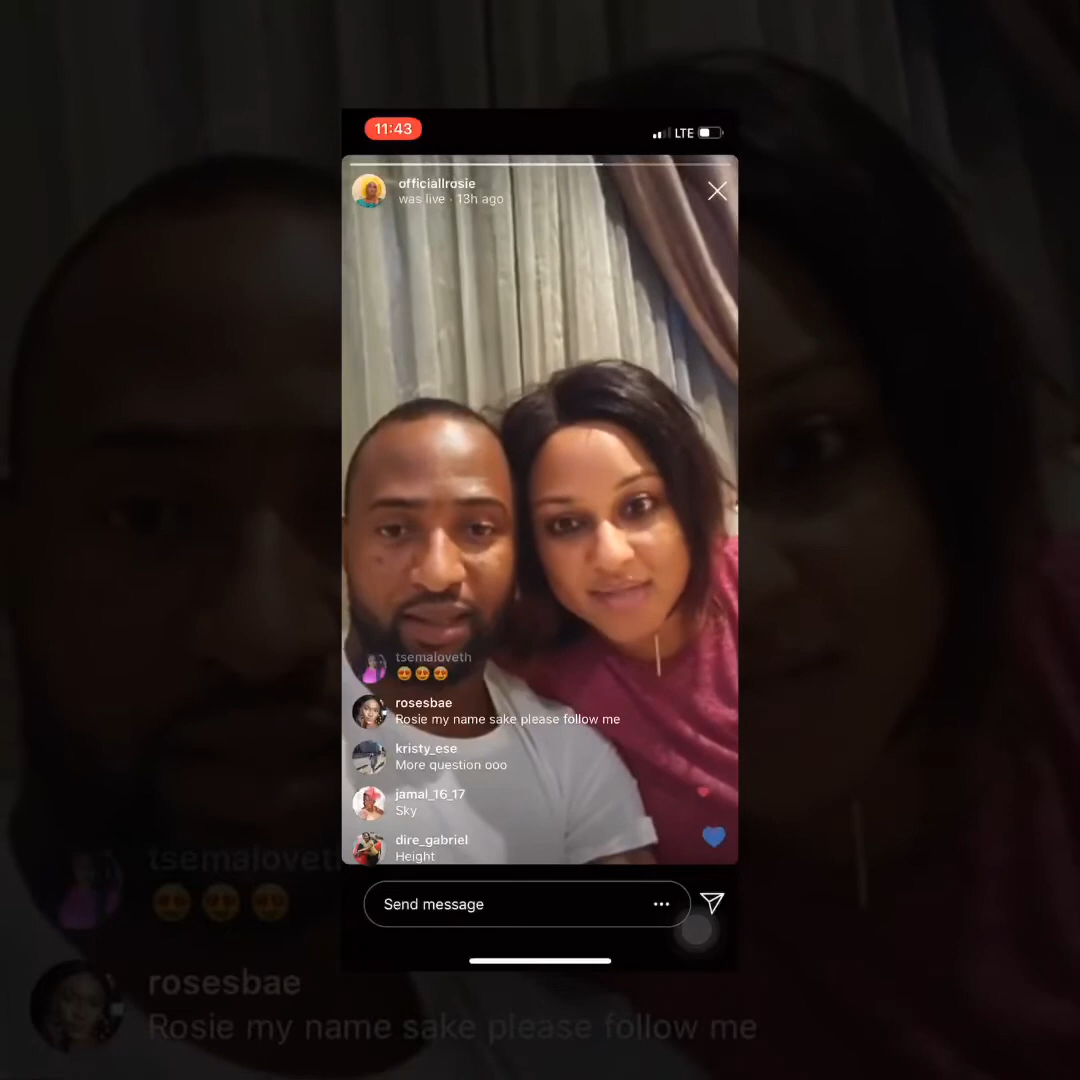 11:43
LTE
officiallrosie
was live · 13h ago
tsemaloveth
😍😍😍
rosesbae
Rosie my name sake please follow me
kristy_ese
More question ooo
jamal_16_17
Sky
dire_gabriel
Height
Send message
tsemalovet
😍😍😍
rosesbae
Rosie my name sake please follow me